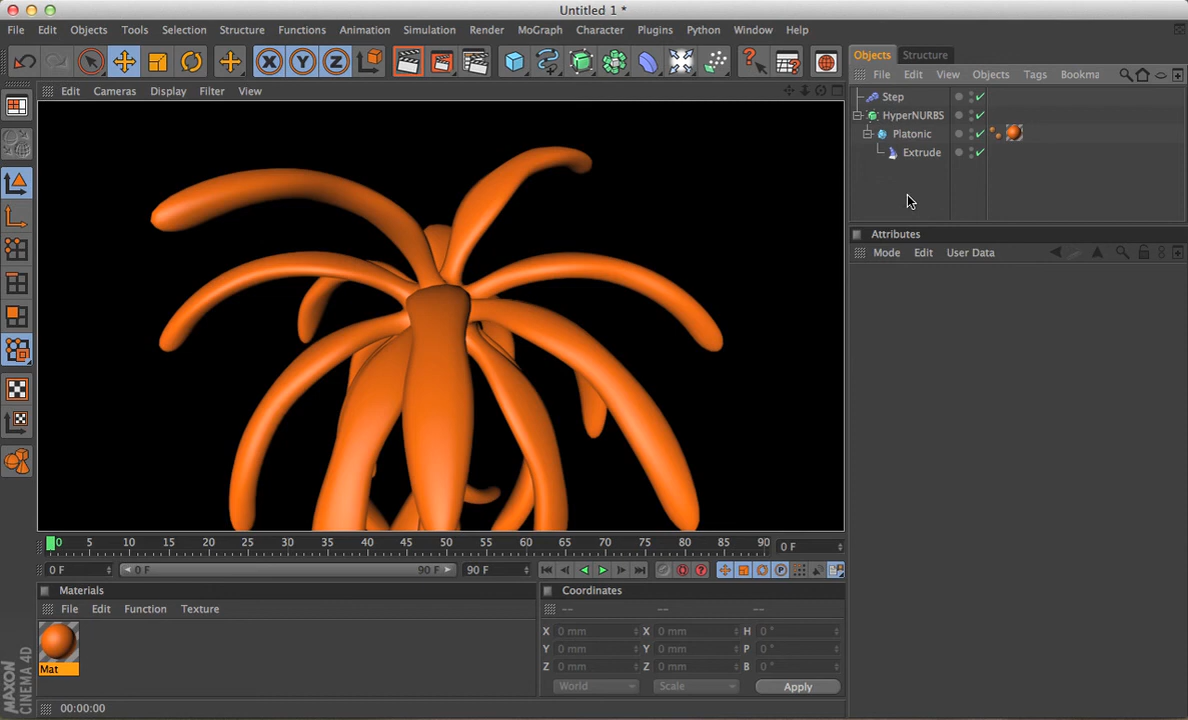 Untitled 1 *
File Edit Objects Tools Selection Structure Functions Animation Simulation Render MoGraph Character Plugins Python Window Help
X Y Z
Objects Structure
File Edit View Objects Tags Bookma
Edit Cameras Display Filter View
Step
HyperNURBS
Platonic
Extrude
Attributes
Mode Edit User Data
0 5 10 15 20 25 30 35 40 45 50 55 60 65 70 75 80 85 90 0 F
0 F 0 F 90 F 90 F
Materials
File Edit Function Texture
Mat
Coordinates
-- -- --
X 0 mm X 0 mm H 0 °
Y 0 mm Y 0 mm P 0 °
Z 0 mm Z 0 mm B 0 °
World Scale Apply
MAXON
CINEMA 4D
00:00:00